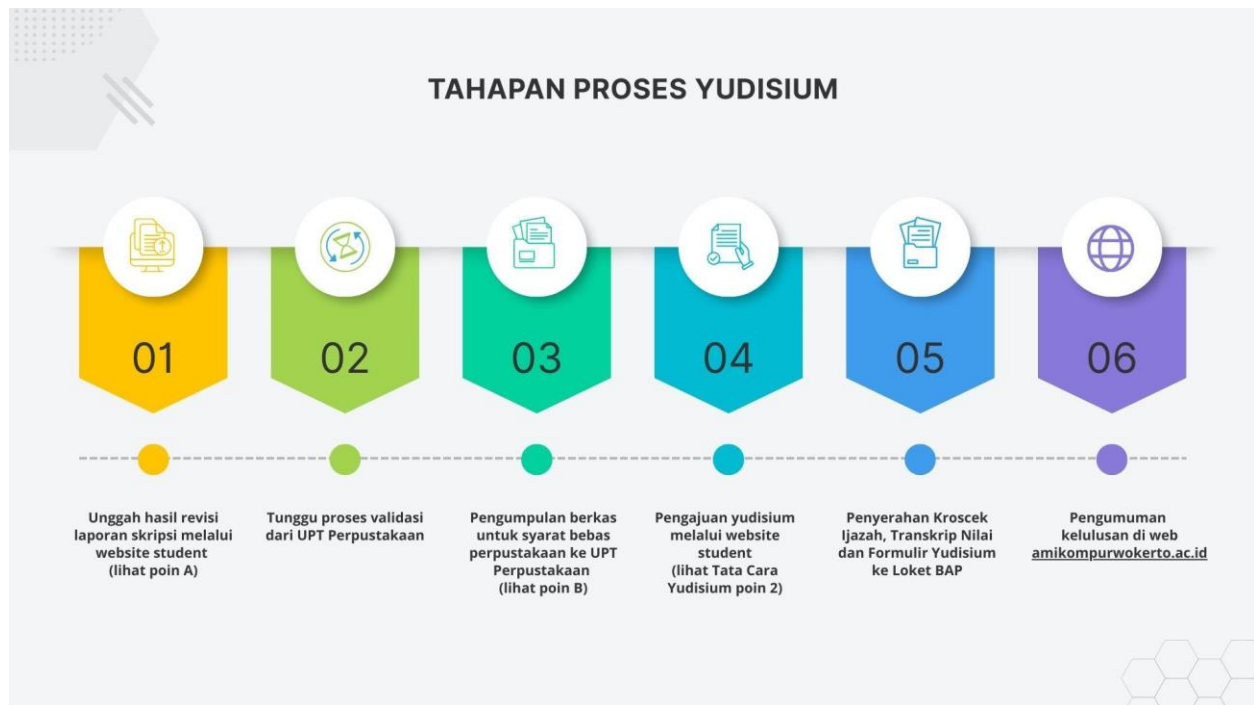 TAHAPAN PROSES YUDISIUM
01
Unggah hasil revisi
laporan skripsi melalui
website student
(lihat poin A)
02
Tunggu proses validasi
dari UPT Perpustakaan
03
Pengumpulan berkas
untuk syarat bebas
perpustakaan ke UPT
Perpustakaan
(lihat poin B)
04
Pengajuan yudisium
melalui website
student
(lihat Tata Cara
Yudisium poin 2)
05
Penyerahan Kroscek
Ijazah, Transkrip Nilai
dan Formulir Yudisium
ke Loket BAP
06
Pengumuman
kelulusan di web
amikompurwokerto.ac.id